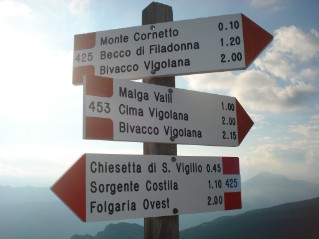 Monte Cornetto 0.10
425 Becco di Filadonna 1.20
Bivacco Vigolana 2.00
Malga Valli 1.00
453 Cima Vigolana 2.00
Bivacco Vigolana 2.15
Chiesetta di S. Vigilio 0.45
Sorgente Costila 1.10 425
Folgaria Ovest 2.00